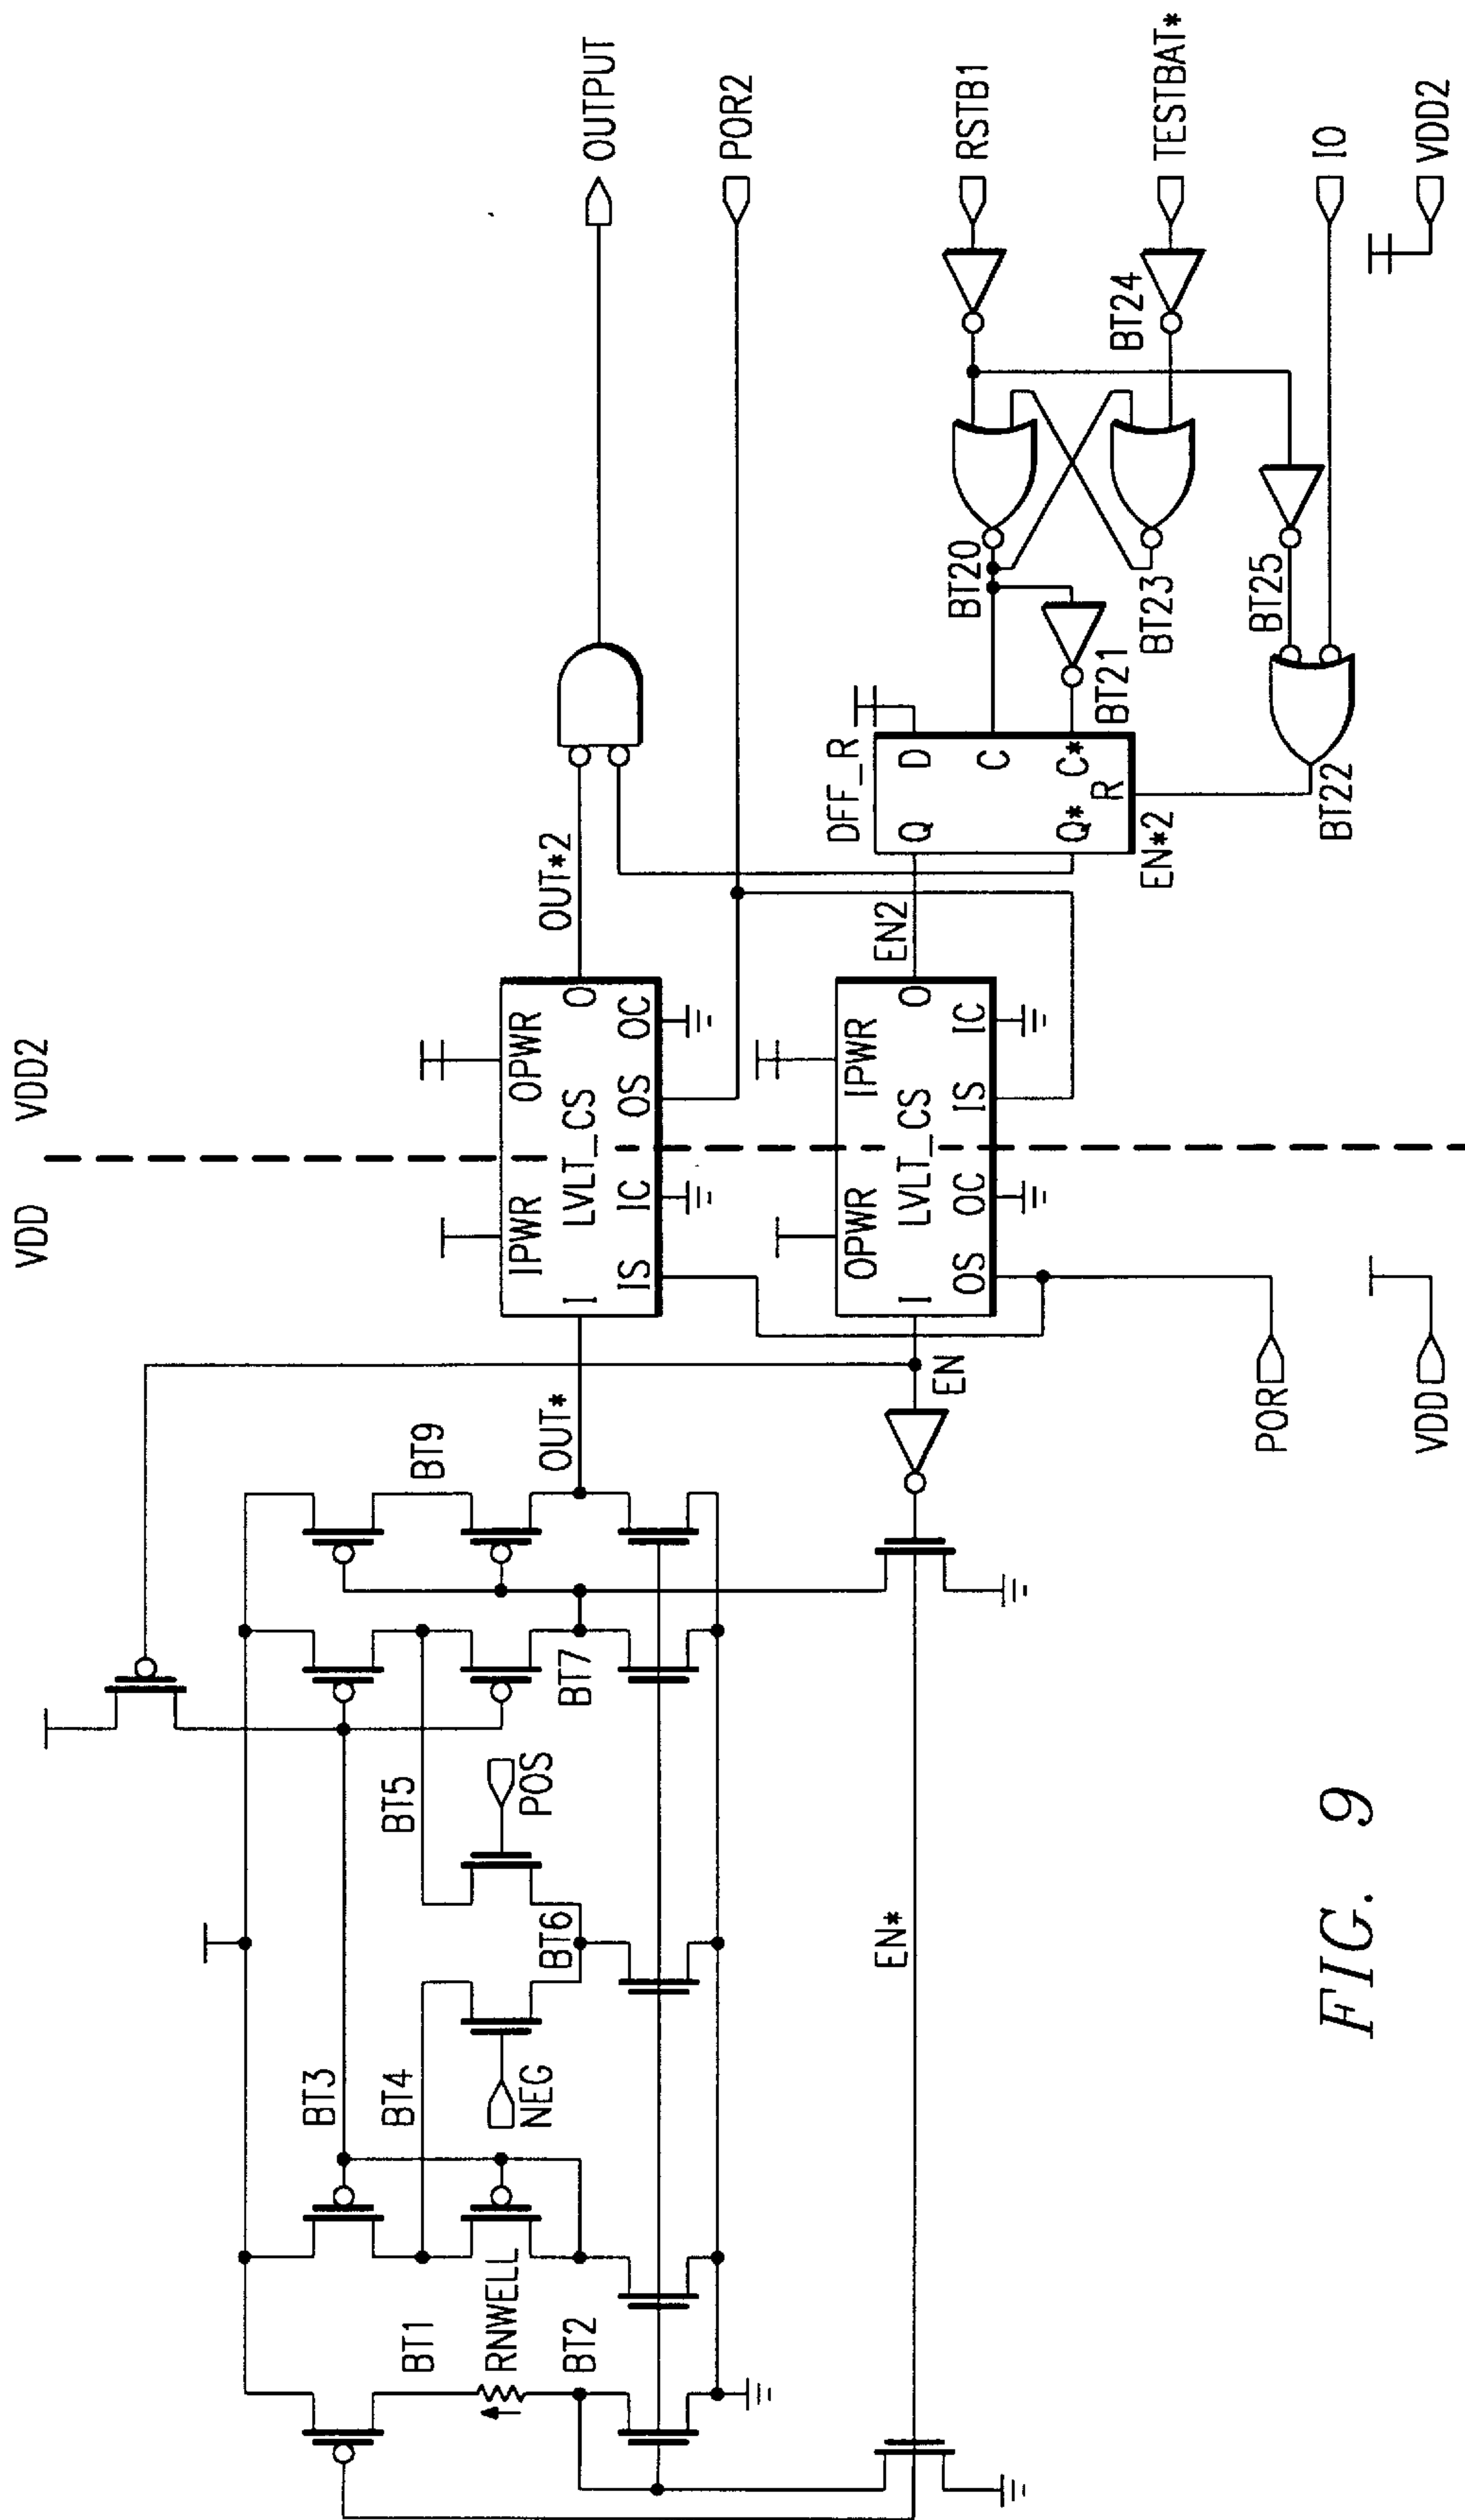 VDD
VDD2
OUTPUT
POR2
RSTB1
TESTBAT*
IO
VDD2
BT24
BT20
BT23
BT25
BT21
BT22
DFF_R
D
C
C*
R
Q
Q*
EN*2
OUT*2
EN2
IPWR
OPWR
LVLT_CS
I
O
IS
IC
OS
OC
OPWR
IPWR
LVLT_CS
I
O
OS
OC
IS
IC
OUT*
EN
POR
VDD
BT9
BT7
BT5
POS
BT6
BT3
BT4
NEG
EN*
BT1
RNWELL
BT2
FIG. 9